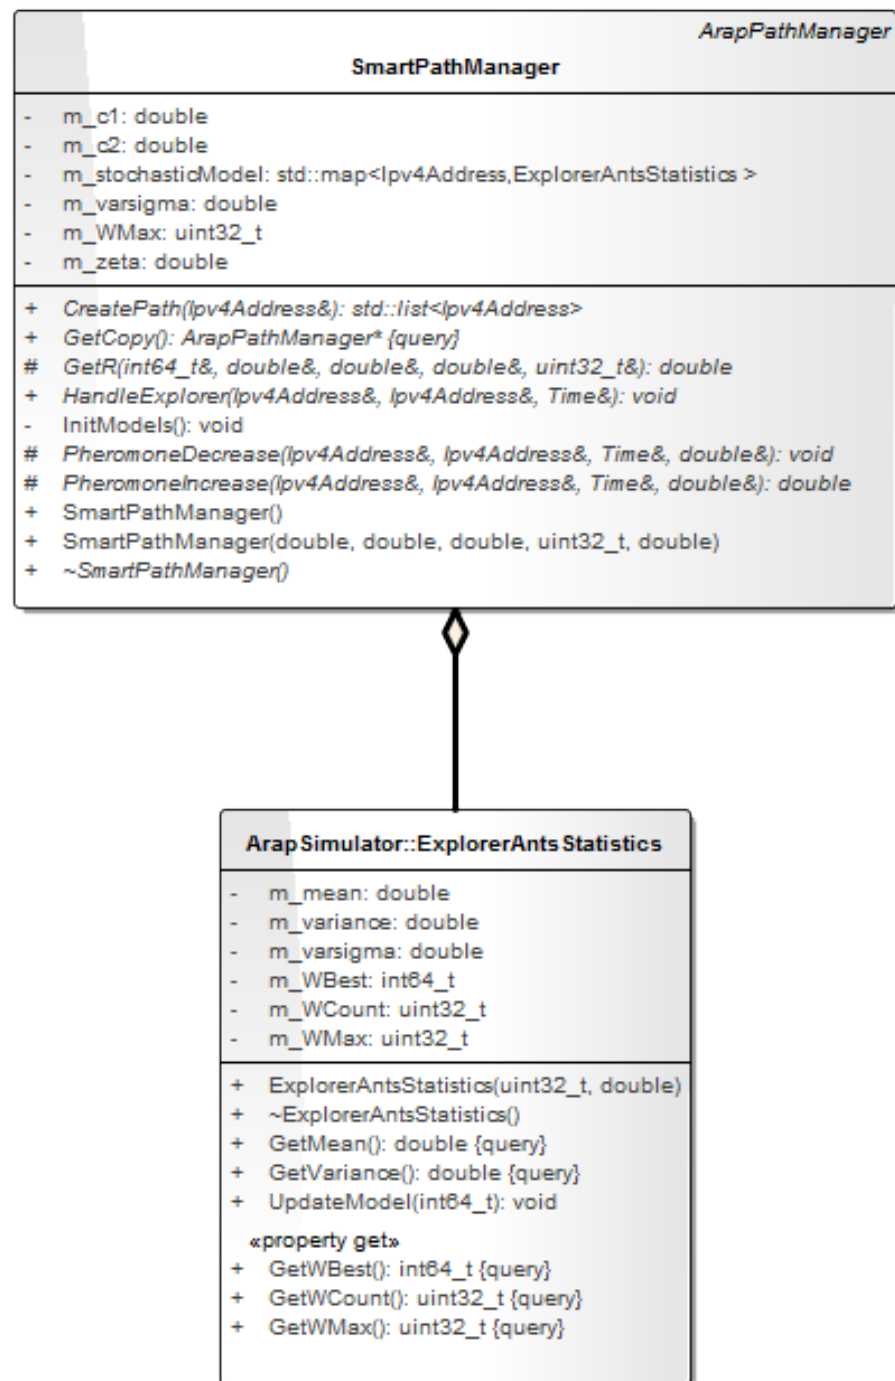 ArapPathManager
SmartPathManager
- m_c1: double
- m_c2: double
- m_stochasticModel: std::map<Ipv4Address,ExplorerAntsStatistics >
- m_varsigma: double
- m_WMax: uint32_t
- m_zeta: double
+ CreatePath(Ipv4Address&): std::list<Ipv4Address>
+ GetCopy(): ArapPathManager* {query}
# GetR(int64_t&, double&, double&, double&, uint32_t&): double
+ HandleExplorer(Ipv4Address&, Ipv4Address&, Time&): void
- InitModels(): void
# PheromoneDecrease(Ipv4Address&, Ipv4Address&, Time&, double&): void
# PheromoneIncrease(Ipv4Address&, Ipv4Address&, Time&, double&): double
+ SmartPathManager()
+ SmartPathManager(double, double, double, uint32_t, double)
+ ~SmartPathManager()
ArapSimulator::ExplorerAntsStatistics
- m_mean: double
- m_variance: double
- m_varsigma: double
- m_WBest: int64_t
- m_WCount: uint32_t
- m_WMax: uint32_t
+ ExplorerAntsStatistics(uint32_t, double)
+ ~ExplorerAntsStatistics()
+ GetMean(): double {query}
+ GetVariance(): double {query}
+ UpdateModel(int64_t): void
«property get»
+ GetWBest(): int64_t {query}
+ GetWCount(): uint32_t {query}
+ GetWMax(): uint32_t {query}